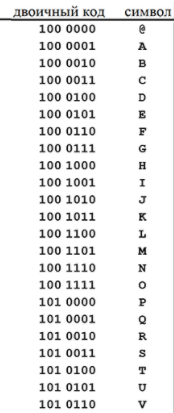 двоичный код символ
100 0000 @
100 0001 A
100 0010 B
100 0011 C
100 0100 D
100 0101 E
100 0110 F
100 0111 G
100 1000 H
100 1001 I
100 1010 J
100 1011 K
100 1100 L
100 1101 M
100 1110 N
100 1111 O
101 0000 P
101 0001 Q
101 0010 R
101 0011 S
101 0100 T
101 0101 U
101 0110 V